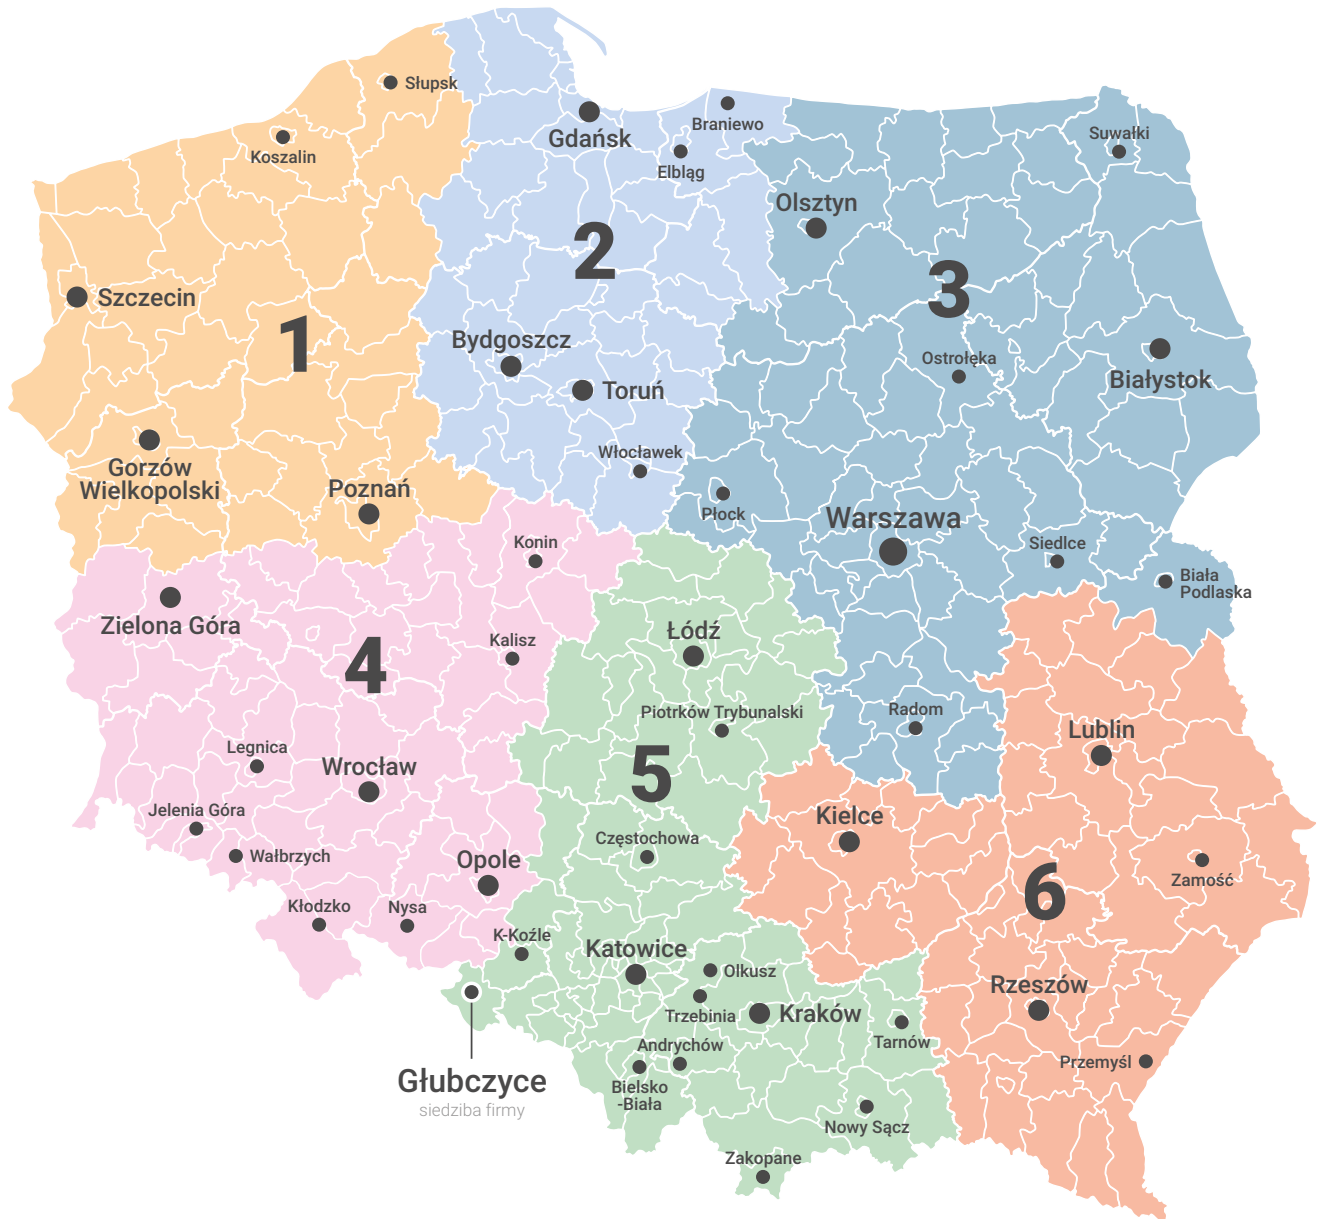 Słupsk
Koszalin
Gdańsk
Braniewo
Elbląg
Suwałki
Olsztyn
2
3
Szczecin
1
Bydgoszcz
Toruń
Ostrołęka
Białystok
Gorzów
Wielkopolski
Poznań
Włocławek
Płock
Warszawa
Konin
Siedlce
Biała
Podlaska
Zielona Góra
4
Kalisz
Łódź
Piotrków Trybunalski
Radom
Lublin
Legnica
Wrocław
5
Jelenia Góra
Wałbrzych
Opole
Częstochowa
Kielce
6
Zamość
Kłodzko
Nysa
K-Koźle
Katowice
Olkusz
Trzebinia
Kraków
Rzeszów
Tarnów
Andrychów
Przemyśl
Głubczyce
siedziba firmy
Bielsko
-Biała
Nowy Sącz
Zakopane